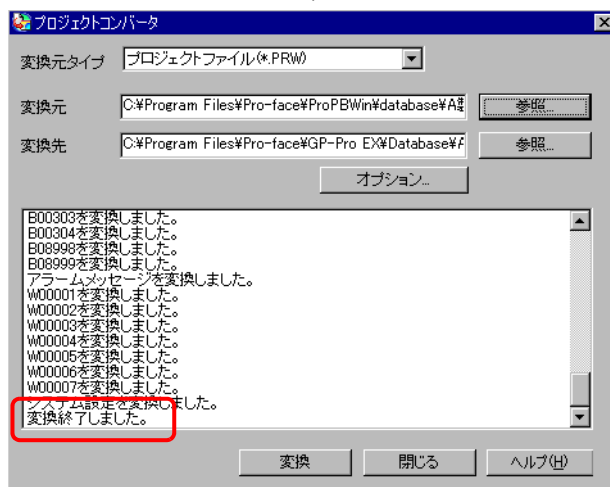 プロジェクトコンバータ
変換元タイプ プロジェクトファイル(*.PRW)
変換元 C:¥Program Files¥Pro-face¥ProPBWin¥database¥A 参照...
変換先 C:¥Program Files¥Pro-face¥GP-Pro EX¥Database¥ 参照...
オプション...
B00303を変換しました。
B00304を変換しました。
B08998を変換しました。
B08999を変換しました。
アラームメッセージを変換しました。
W00001を変換しました。
W00002を変換しました。
W00003を変換しました。
W00004を変換しました。
W00005を変換しました。
W00006を変換しました。
W00007を変換しました。
システム設定を変換しました。
変換終了しました。
変換 閉じる ヘルプ(H)